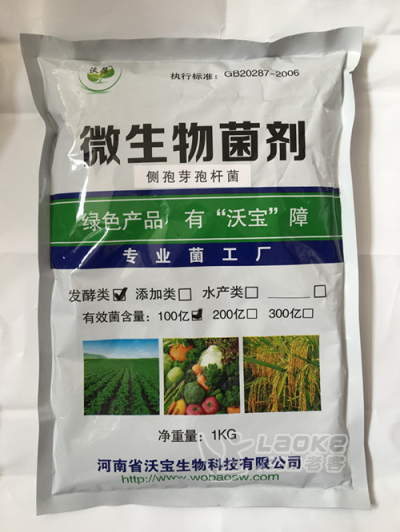 沃宝
执行标准：GB20287-2006
微生物菌剂
侧孢芽孢杆菌
绿色产品，有“沃宝”障
专业菌工厂
发酵类☑添加类□ 水产类□ ______□
有效菌含量：100亿☑200亿□300亿□
净重量：1KG
Laoke
老客
河南省沃宝生物科技有限公司
http://www.wobaosw.com